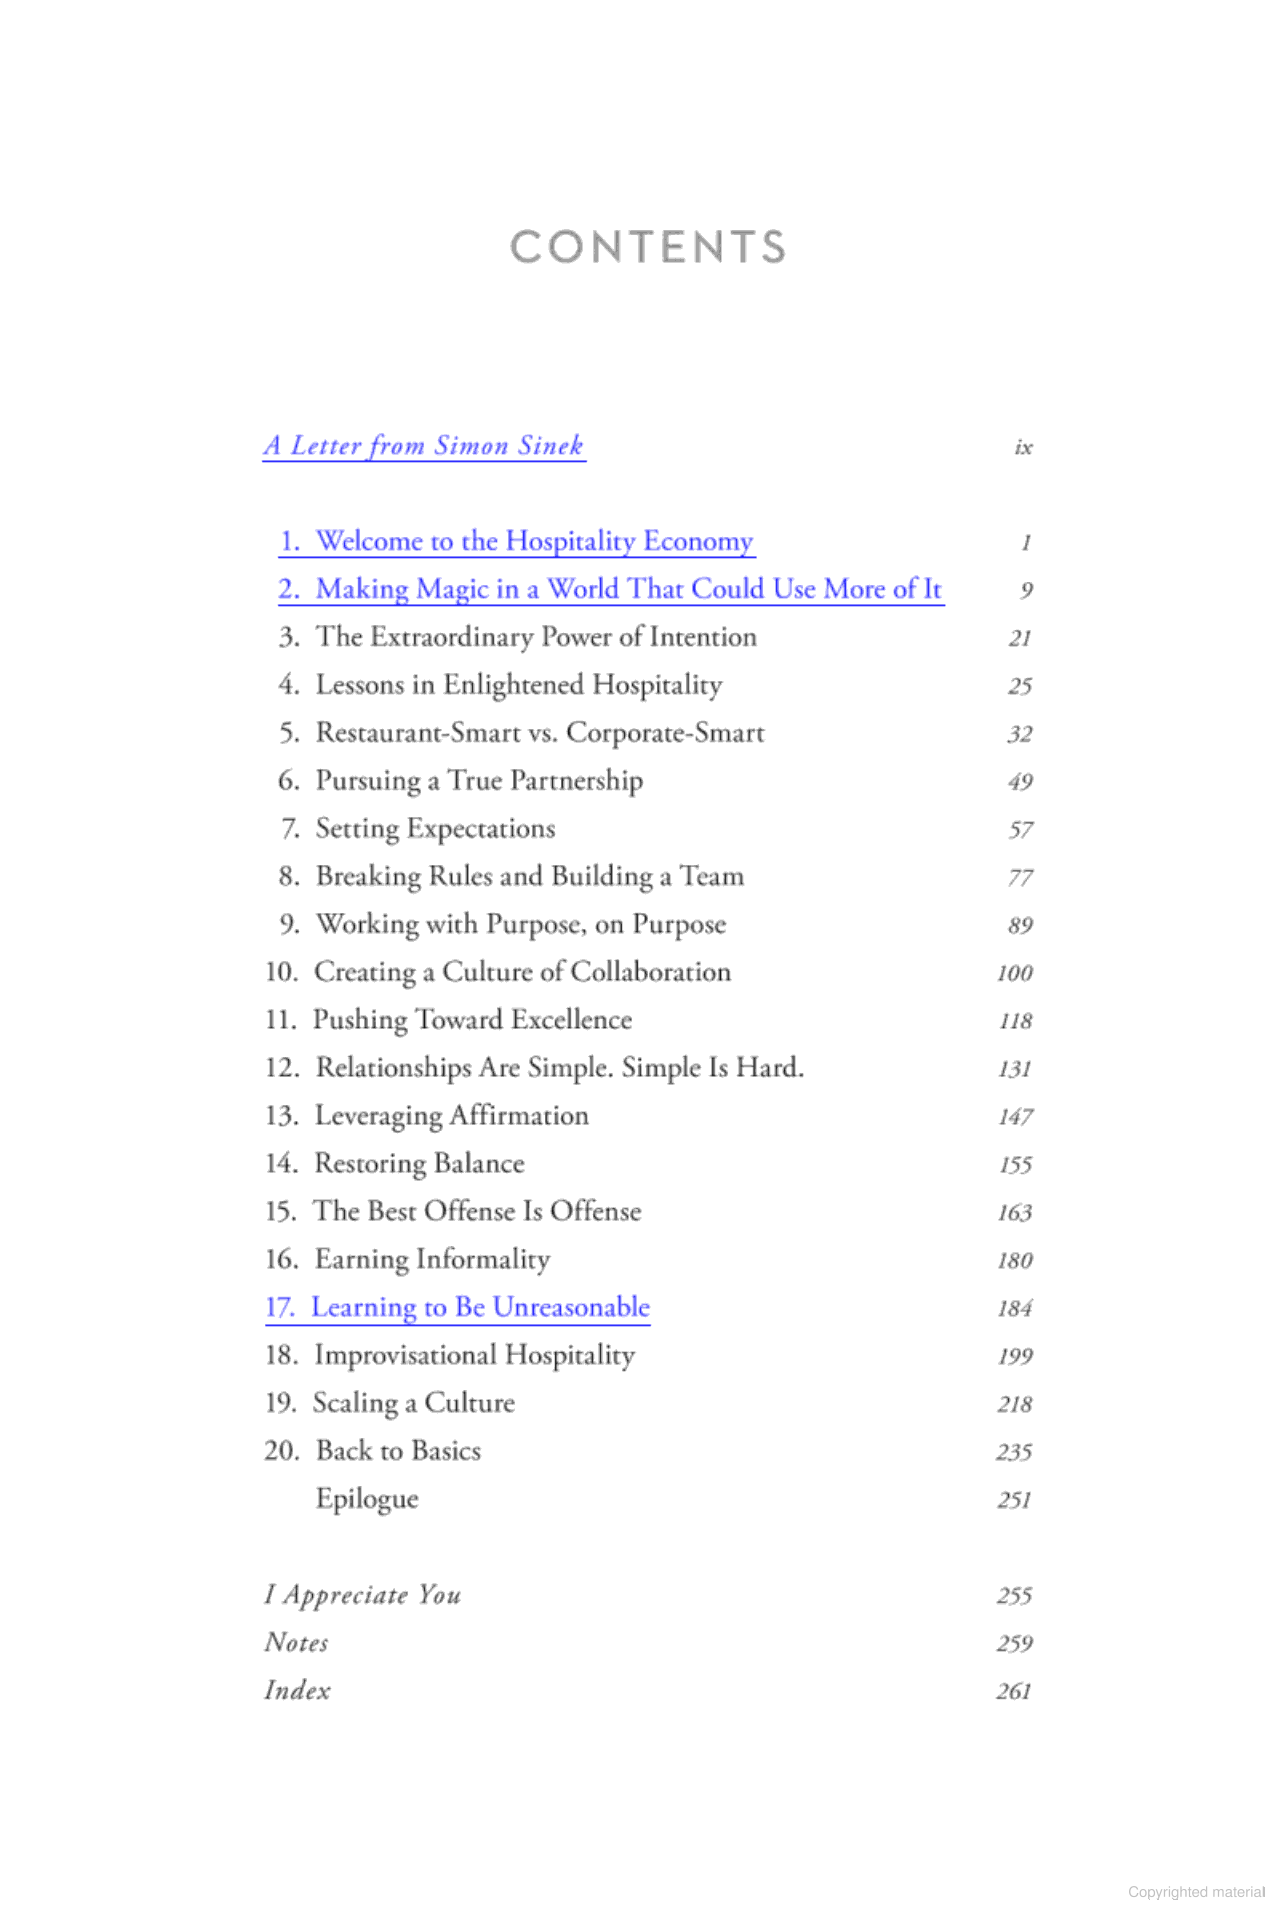 CONTENTS
A Letter from Simon Sinek ix
1. Welcome to the Hospitality Economy 1
2. Making Magic in a World That Could Use More of It 9
3. The Extraordinary Power of Intention 21
4. Lessons in Enlightened Hospitality 25
5. Restaurant-Smart vs. Corporate-Smart 32
6. Pursuing a True Partnership 49
7. Setting Expectations 57
8. Breaking Rules and Building a Team 77
9. Working with Purpose, on Purpose 89
10. Creating a Culture of Collaboration 100
11. Pushing Toward Excellence 118
12. Relationships Are Simple. Simple Is Hard. 131
13. Leveraging Affirmation 147
14. Restoring Balance 155
15. The Best Offense Is Offense 163
16. Earning Informality 180
17. Learning to Be Unreasonable 184
18. Improvisational Hospitality 199
19. Scaling a Culture 218
20. Back to Basics 235
Epilogue 251
I Appreciate You 255
Notes 259
Index 261
Copyrighted material